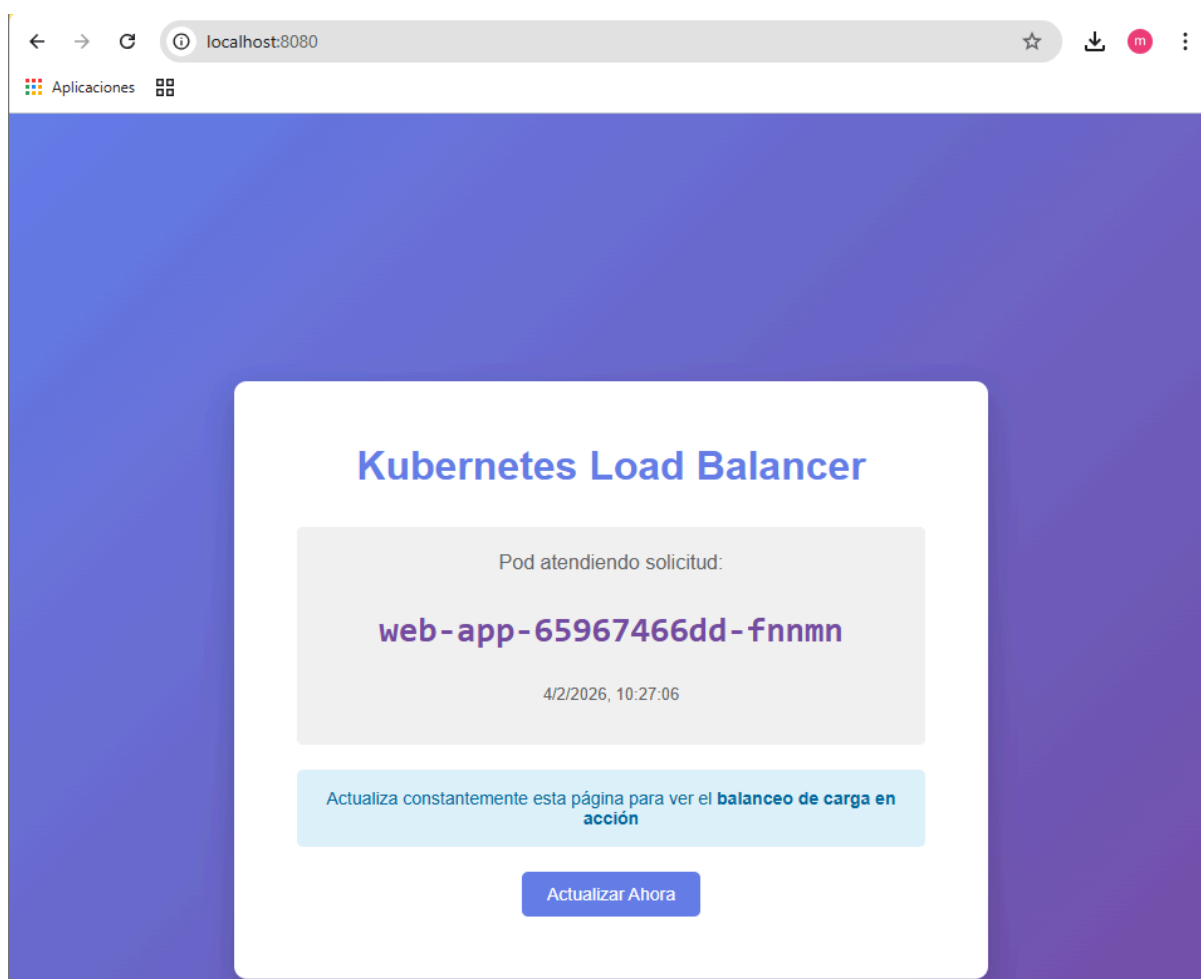 localhost:8080
m
Aplicaciones
Kubernetes Load Balancer
Pod atendiendo solicitud:
web-app-65967466dd-fnnmn
4/2/2026, 10:27:06
Actualiza constantemente esta página para ver el balanceo de carga en
acción
Actualizar Ahora